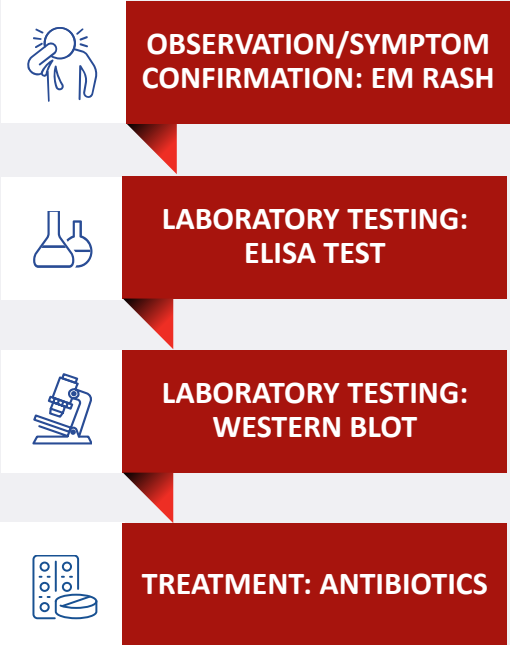 OBSERVATION/SYMPTOM
CONFIRMATION: EM RASH
LABORATORY TESTING:
ELISA TEST
LABORATORY TESTING:
WESTERN BLOT
TREATMENT: ANTIBIOTICS